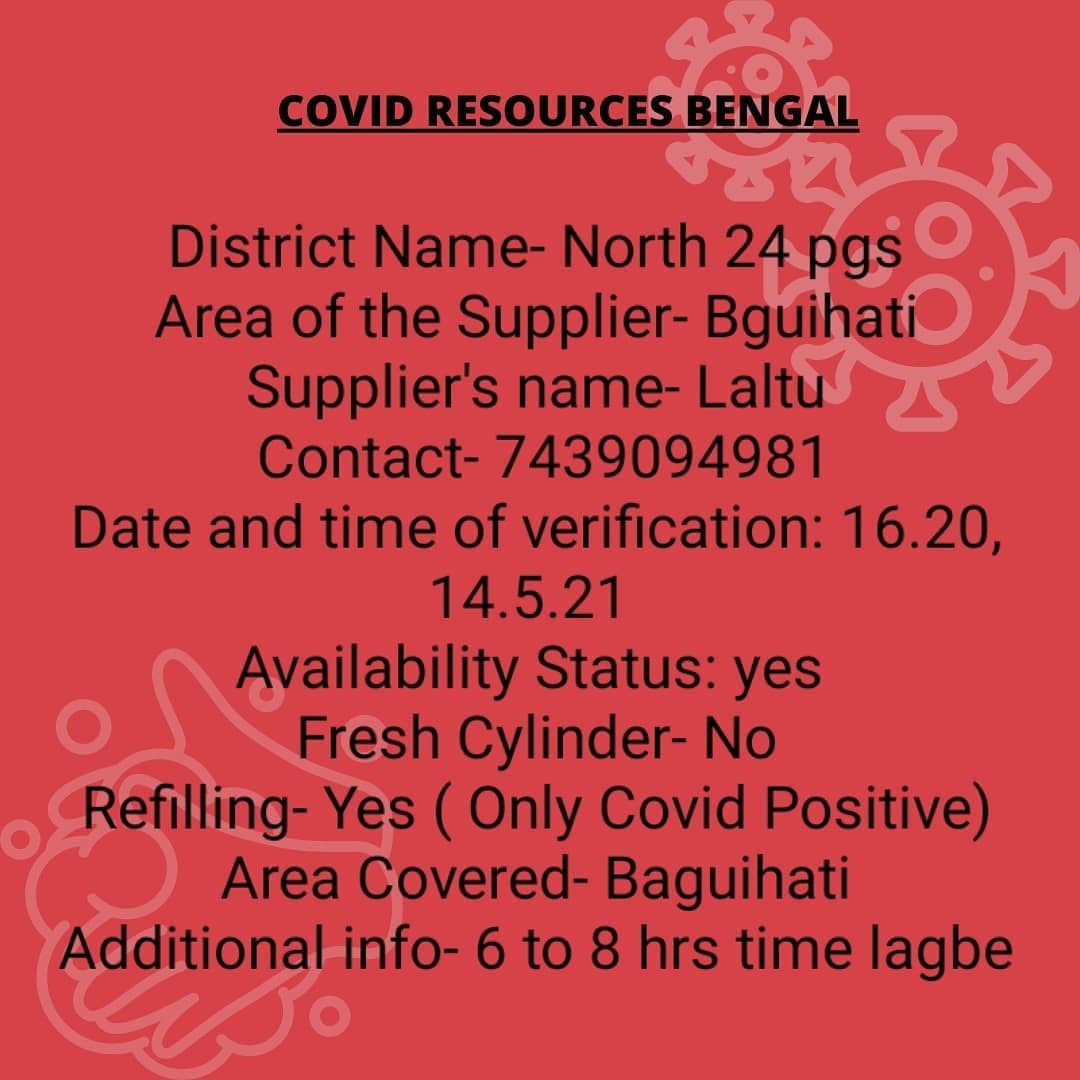 COVID RESOURCES BENGAL
District Name- North 24 pgs
Area of the Supplier- Bguihati
Supplier's name- Laltu
Contact- 7439094981
Date and time of verification: 16.20,
14.5.21
Availability Status: yes
Fresh Cylinder- No
Refilling- Yes ( Only Covid Positive)
Area Covered- Baguihati
Additional info- 6 to 8 hrs time lagbe